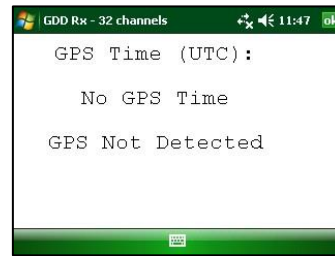 GDD Rx - 32 channels 11:47 ok
GPS Time (UTC):
No GPS Time
GPS Not Detected